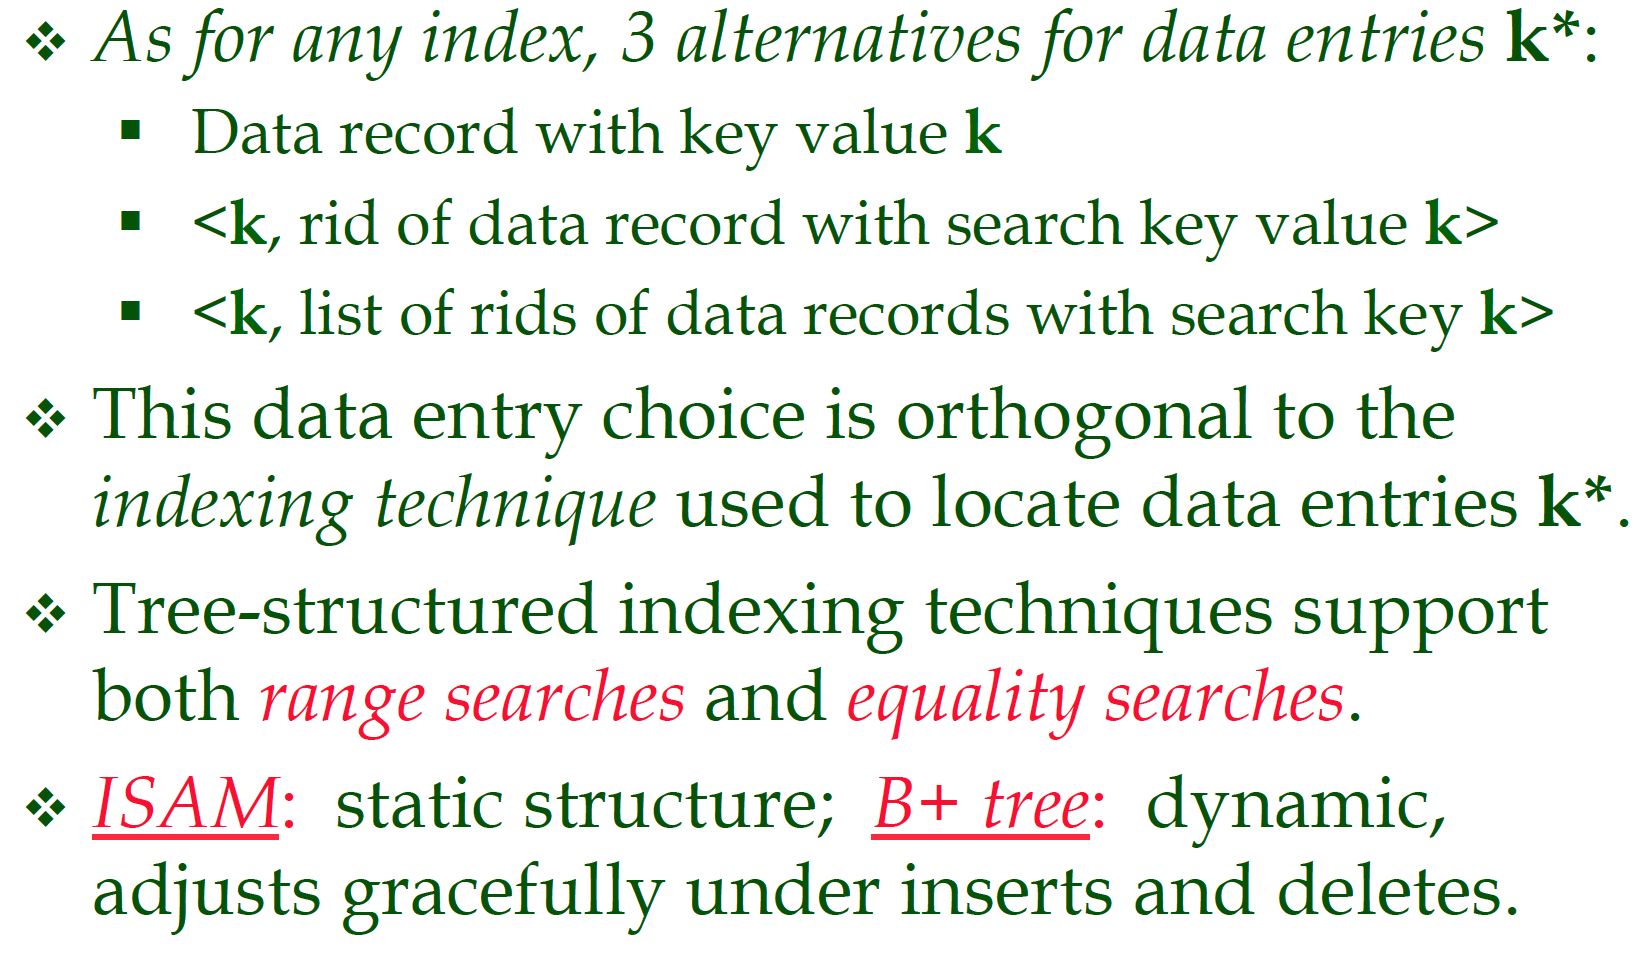 ❖ As for any index, 3 alternatives for data entries k*:
▪ Data record with key value k
▪ <k, rid of data record with search key value k>
▪ <k, list of rids of data records with search key k>
❖ This data entry choice is orthogonal to the
indexing technique used to locate data entries k*.
❖ Tree-structured indexing techniques support
both range searches and equality searches.
❖ ISAM: static structure; B+ tree: dynamic,
adjusts gracefully under inserts and deletes.